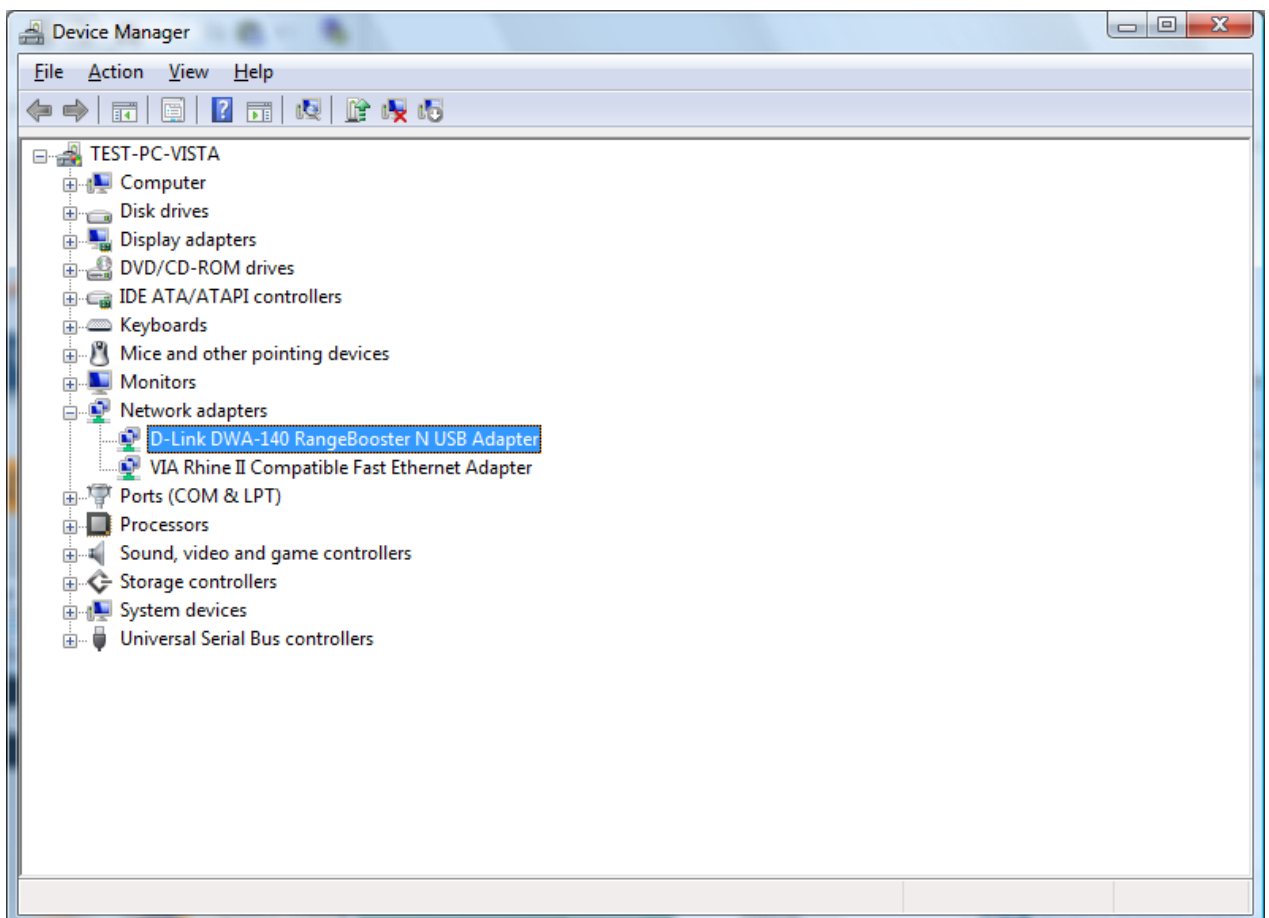 Device Manager
File Action View Help
TEST-PC-VISTA
Computer
Disk drives
Display adapters
DVD/CD-ROM drives
IDE ATA/ATAPI controllers
Keyboards
Mice and other pointing devices
Monitors
Network adapters
D-Link DWA-140 RangeBooster N USB Adapter
VIA Rhine II Compatible Fast Ethernet Adapter
Ports (COM & LPT)
Processors
Sound, video and game controllers
Storage controllers
System devices
Universal Serial Bus controllers